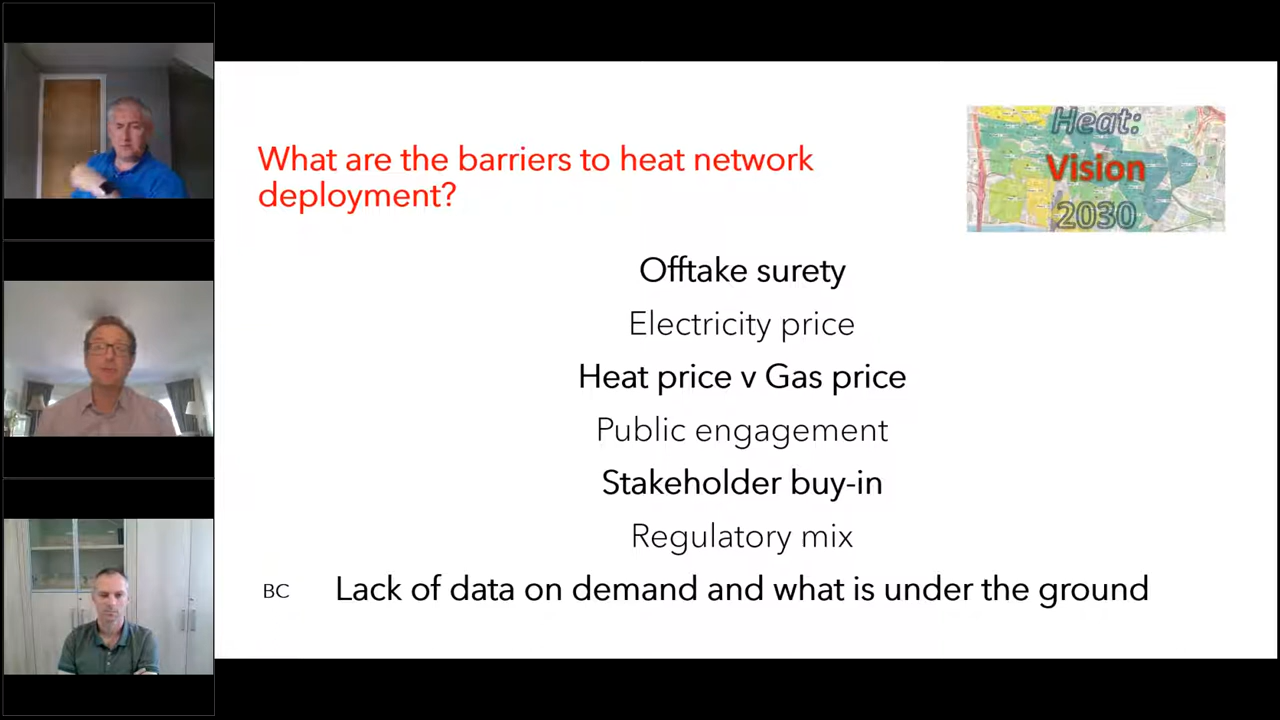 What are the barriers to heat network
deployment?
Heat:
Vision
2030
Offtake surety
Electricity price
Heat price v Gas price
Public engagement
Stakeholder buy-in
Regulatory mix
BC
Lack of data on demand and what is under the ground